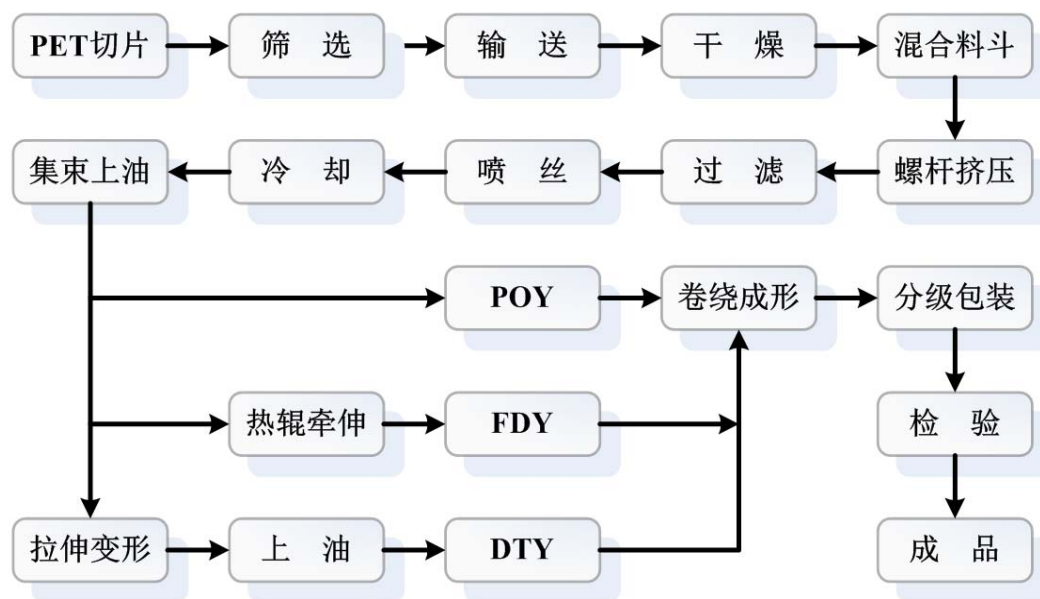 PET切片
筛 选
输 送
干 燥
混合料斗
集束上油
冷 却
喷 丝
过 滤
螺杆挤压
POY
卷绕成形
分级包装
热辊牵伸
FDY
检 验
拉伸变形
上 油
DTY
成 品